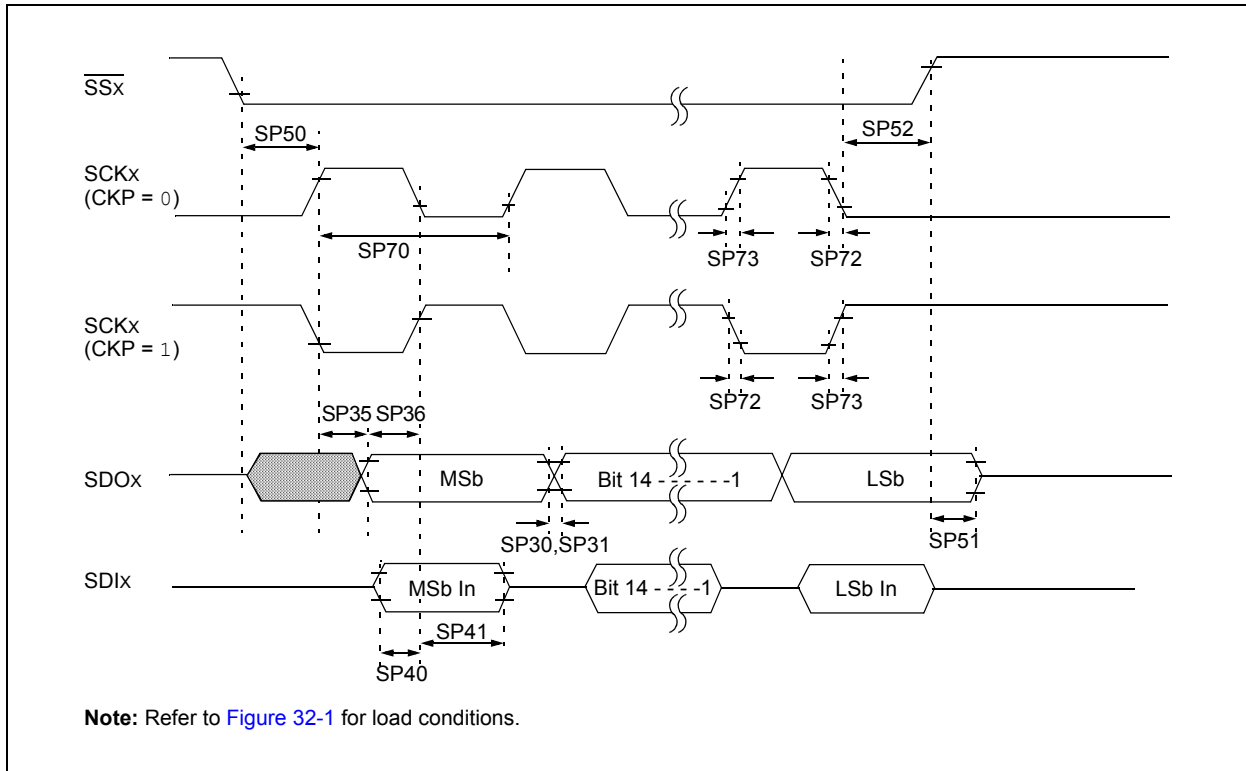 SSx
SP50
SP52
SCKx
(CKP = 0)
SP70
SP73
SP72
SCKx
(CKP = 1)
SP72
SP73
SP35
SP36
SDOx
MSb
Bit 14 - - - - - - -1
LSb
SP30,SP31
SP51
SDIx
MSb In
Bit 14 - - - -1
LSb In
SP41
SP40
Note: Refer to Figure 32-1 for load conditions.